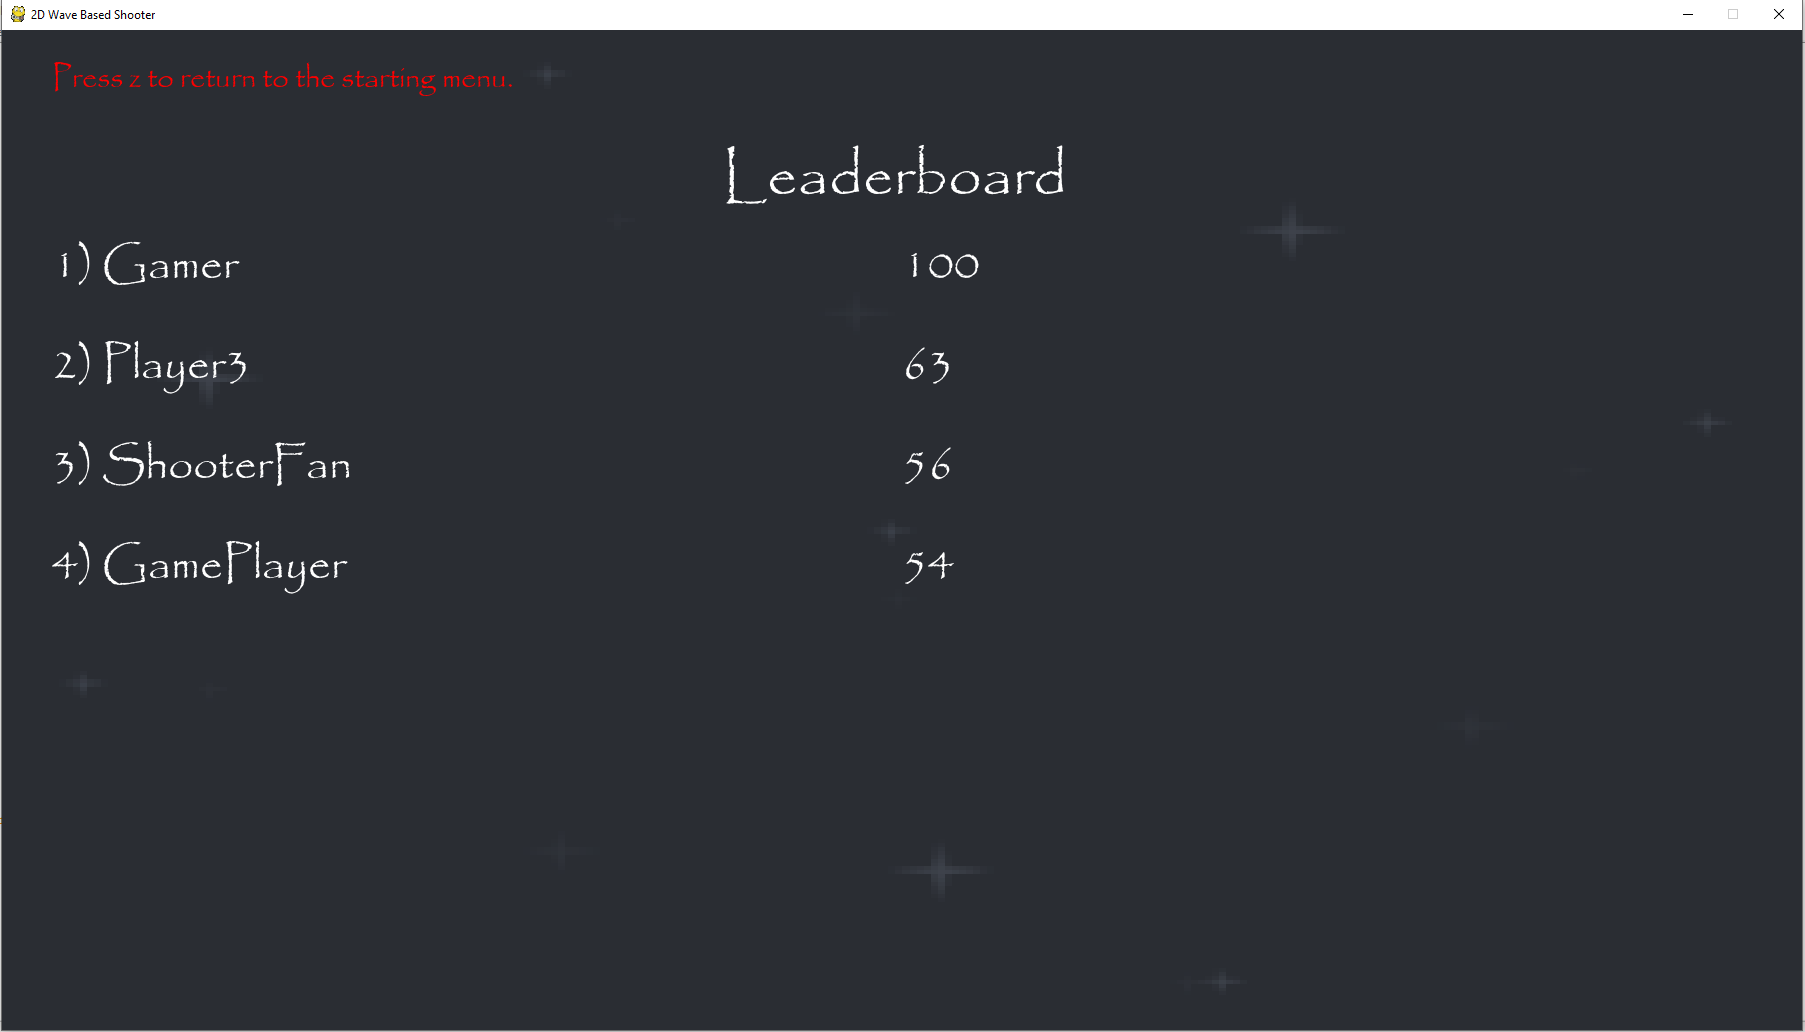 2D Wave Based Shooter
Press z to return to the starting menu.
Leaderboard
1) Gamer 100
2) Player3 63
3) ShooterFan 56
4) GamePlayer 54